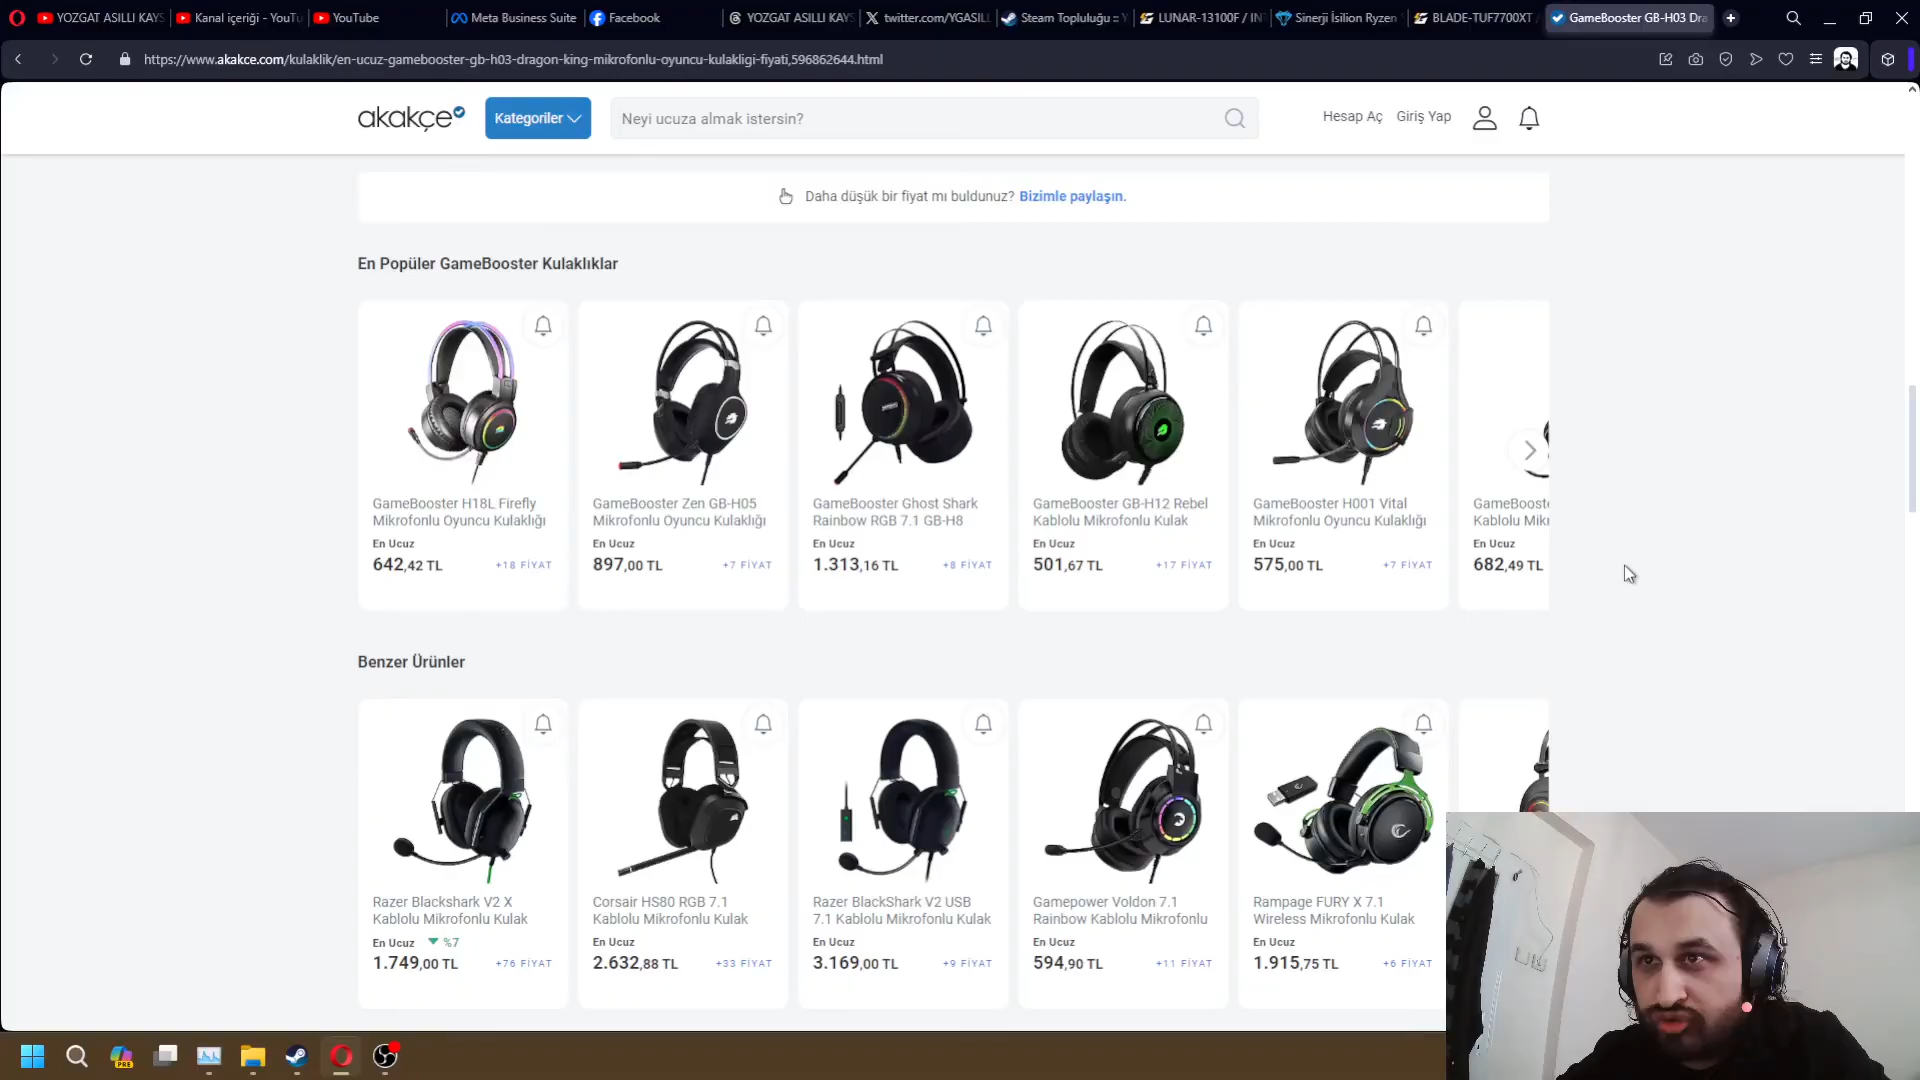 YOZGAT ASILLI KAYS
Kanal içeriği - YouTu
YouTube
Meta Business Suite
Facebook
YOZGAT ASILLI KAYS
twitter.com/YGASILL
Steam Topluluğu :: Y
LUNAR-13100F / IN
Sinerji İsilion Ryzen
BLADE-TUF7700XT
GameBooster GB-H03 Dra
https://www.akakce.com/kulaklik/en-ucuz-gamebooster-gb-h03-dragon-king-mikrofonlu-oyuncu-kulakligi-fiyati,596862644.html
akakçe
Kategoriler
Neyi ucuza almak istersin?
Hesap Aç
Giriş Yap
Daha düşük bir fiyat mı buldunuz? Bizimle paylaşın.
En Popüler GameBooster Kulaklıklar
GameBooster H18L Firefly
Mikrofonlu Oyuncu Kulaklığı
En Ucuz
642,42 TL
+18 FİYAT
GameBooster Zen GB-H05
Mikrofonlu Oyuncu Kulaklığı
En Ucuz
897,00 TL
+7 FİYAT
GameBooster Ghost Shark
Rainbow RGB 7.1 GB-H8
En Ucuz
1.313,16 TL
+8 FİYAT
GameBooster GB-H12 Rebel
Kablolu Mikrofonlu Kulak
En Ucuz
501,67 TL
+17 FİYAT
GameBooster H001 Vital
Mikrofonlu Oyuncu Kulaklığı
En Ucuz
575,00 TL
+7 FİYAT
GameBoos
Kablolu Mik
En Ucuz
682,49 TL
Benzer Ürünler
Razer Blackshark V2 X
Kablolu Mikrofonlu Kulak
En Ucuz %7
1.749,00 TL
+76 FİYAT
Corsair HS80 RGB 7.1
Kablolu Mikrofonlu Kulak
En Ucuz
2.632,88 TL
+33 FİYAT
Razer BlackShark V2 USB
7.1 Kablolu Mikrofonlu Kulak
En Ucuz
3.169,00 TL
+9 FİYAT
Gamepower Voldon 7.1
Rainbow Kablolu Mikrofonlu
En Ucuz
594,90 TL
+11 FİYAT
Rampage FURY X 7.1
Wireless Mikrofonlu Kulak
En Ucuz
1.915,75 TL
+6 FİYAT
PRE